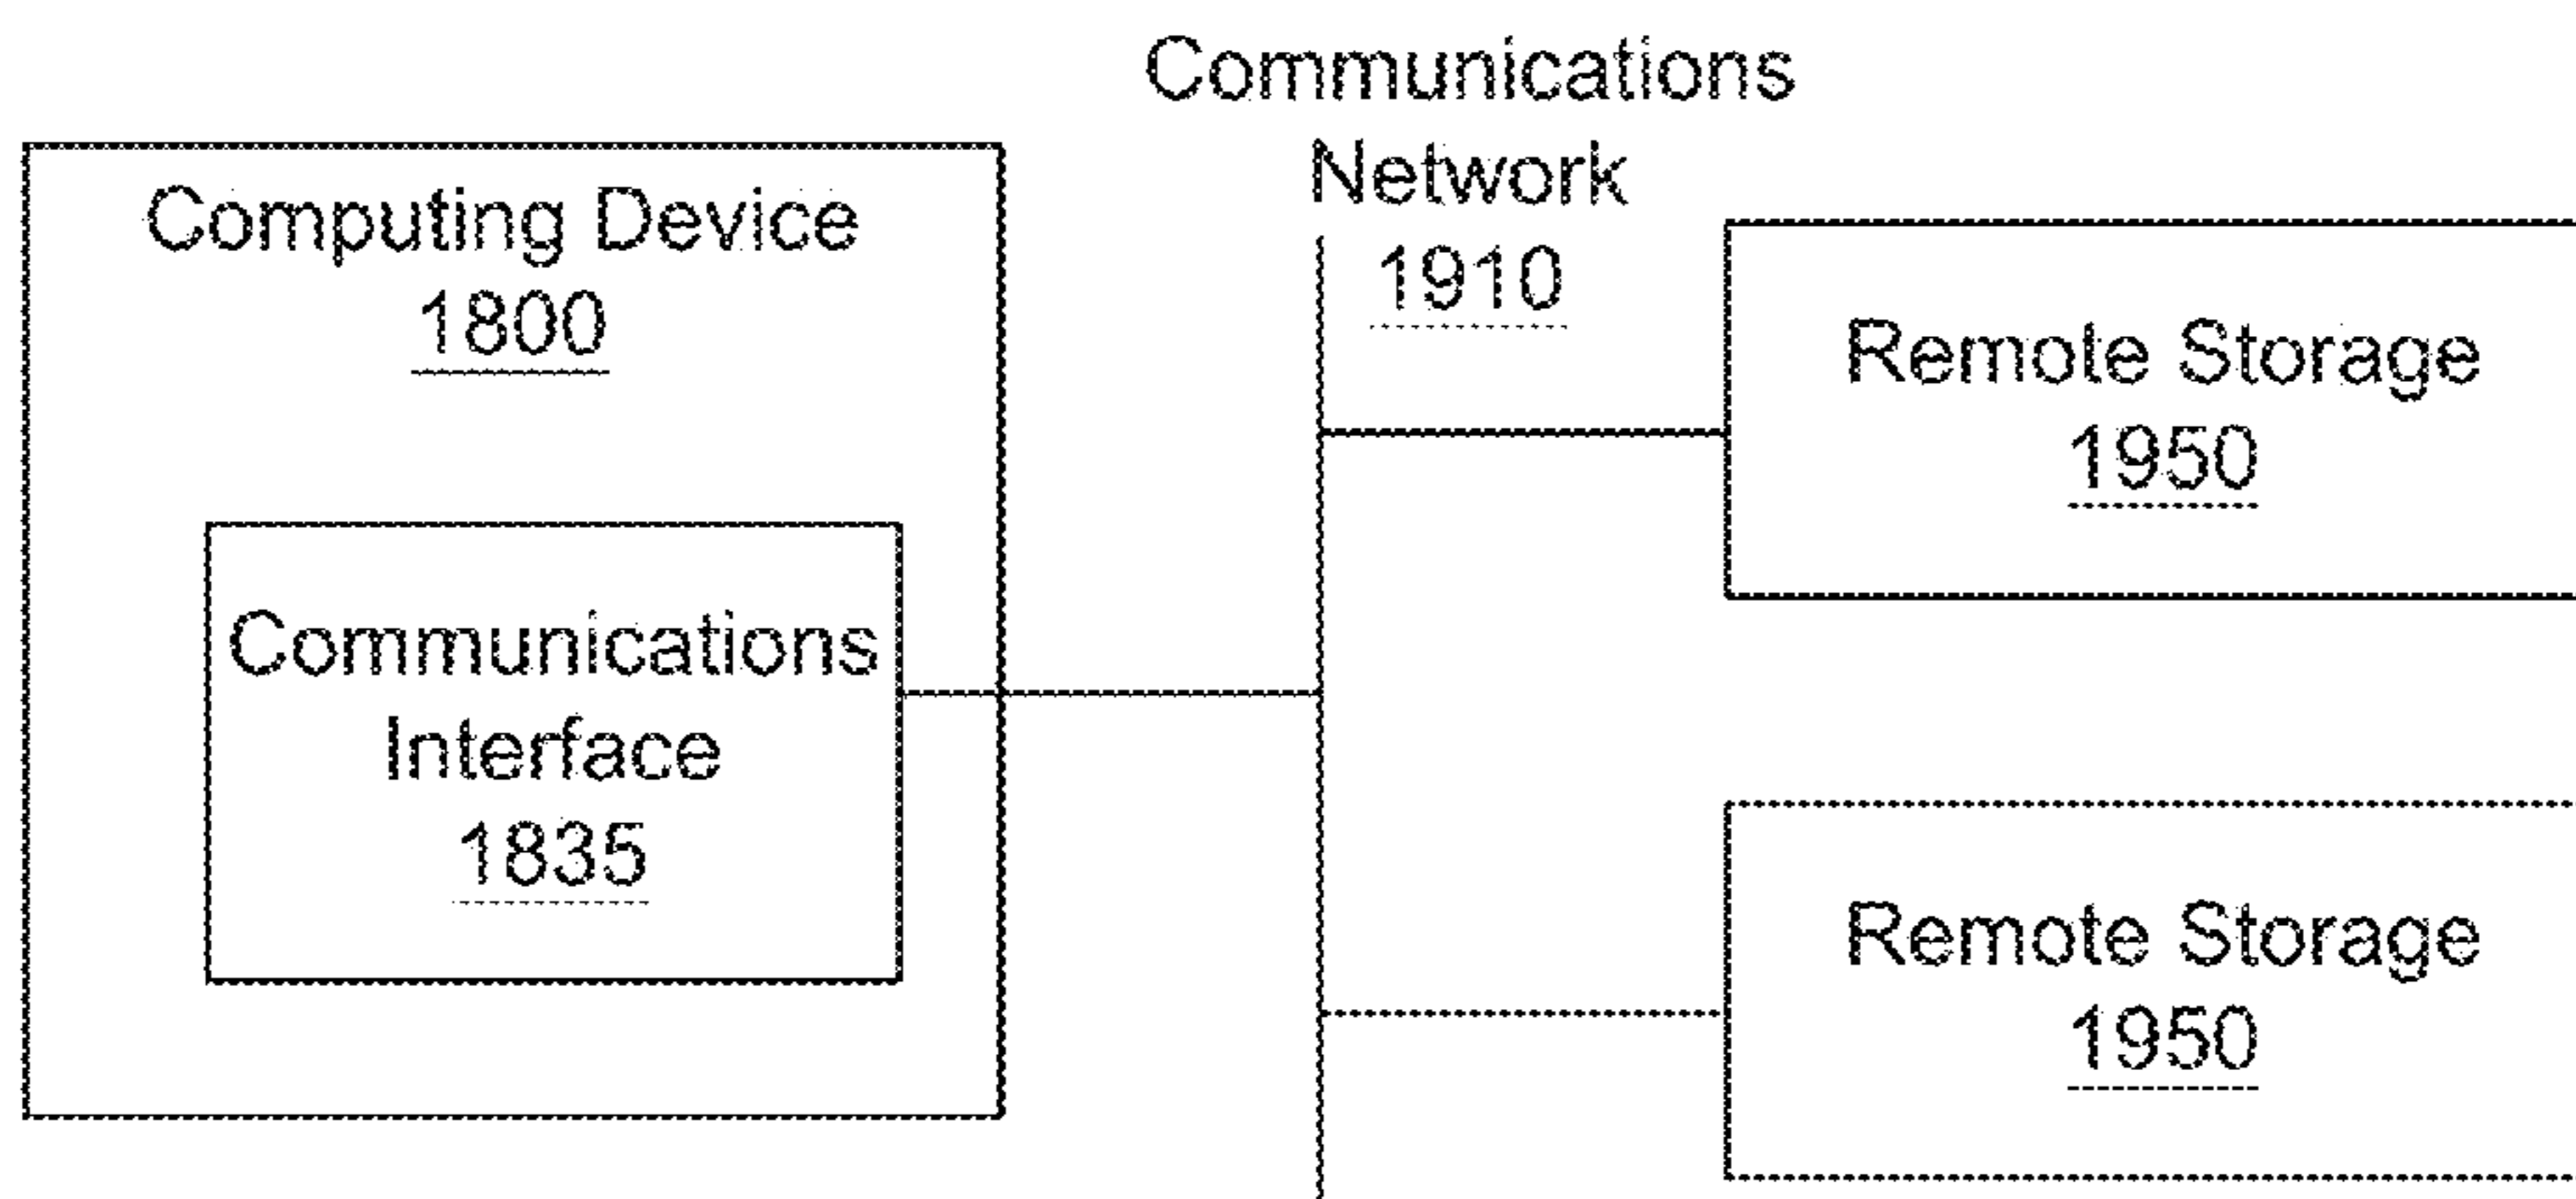 Communications
Network
1910
Computing Device
1800
Communications
Interface
1835
Remote Storage
1950
Remote Storage
1950